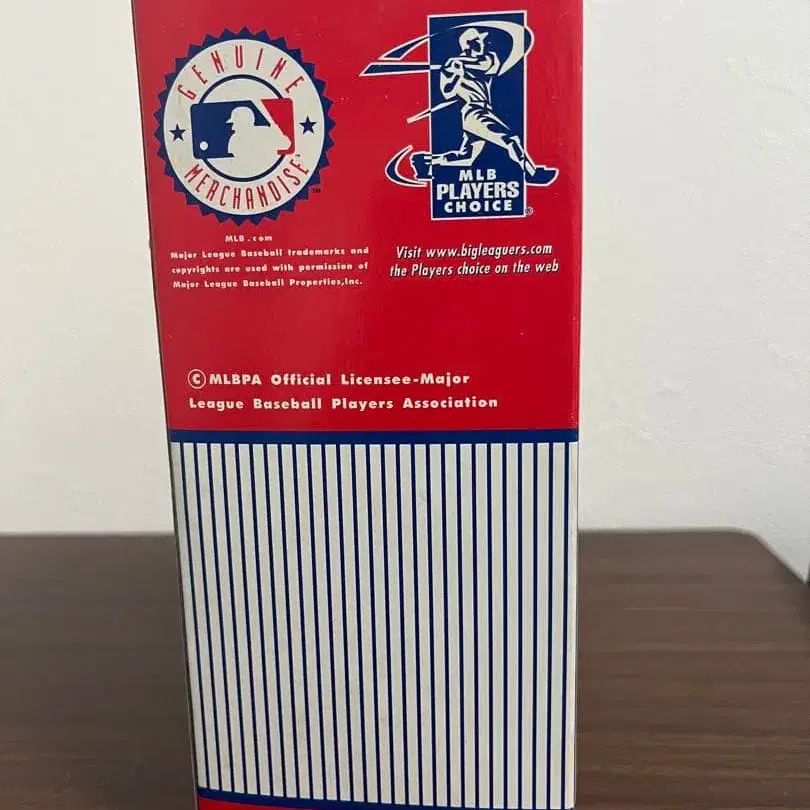 GENUINE
MERCHANDISE™
MLB PLAYERS CHOICE®
MLB.com
Major League Baseball trademarks and
copyrights are used with permission of
Major League Baseball Properties,Inc.
Visit www.bigleaguers.com
the Players choice on the web
©MLBPA Official Licensee-Major
League Baseball Players Association